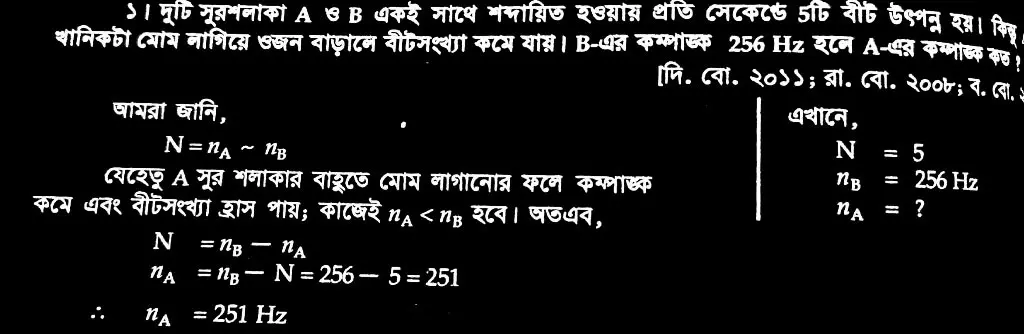 ১। দুটি সুরশলাকা A ও B একই সাথে শব্দায়িত হওয়ায় প্রতি সেকেন্ডে 5টি বীট উৎপন্ন হয়। কিন্তু
খানিকটা মোম লাগিয়ে ওজন বাড়ালে বীটসংখ্যা কমে যায়। B-এর কম্পাঙ্ক 256 Hz হলে A-এর কম্পাঙ্ক কত ?
[দি. বো. ২০১১; রা. বো. ২০০৮; ব. বো.
আমরা জানি,
N = nA ~ nB
যেহেতু A সুর শলাকার বাহুতে মোম লাগানোর ফলে কম্পাঙ্ক
কমে এবং বীটসংখ্যা হ্রাস পায়; কাজেই nA < nB হবে। অতএব,
N = nB — nA
nA = nB — N = 256 — 5 = 251
∴ nA = 251 Hz
এখানে,
N = 5
nB = 256 Hz
nA = ?